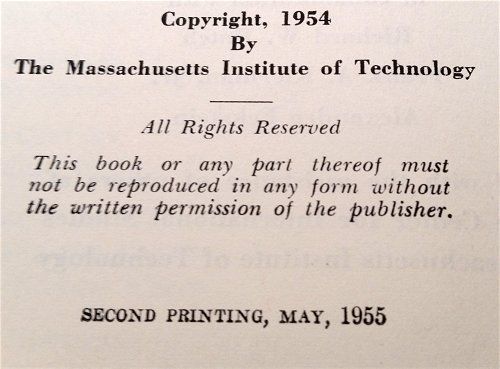 Copyright, 1954
By
The Massachusetts Institute of Technology
All Rights Reserved
This book or any part thereof must
not be reproduced in any form without
the written permission of the publisher.
SECOND PRINTING, MAY, 1955